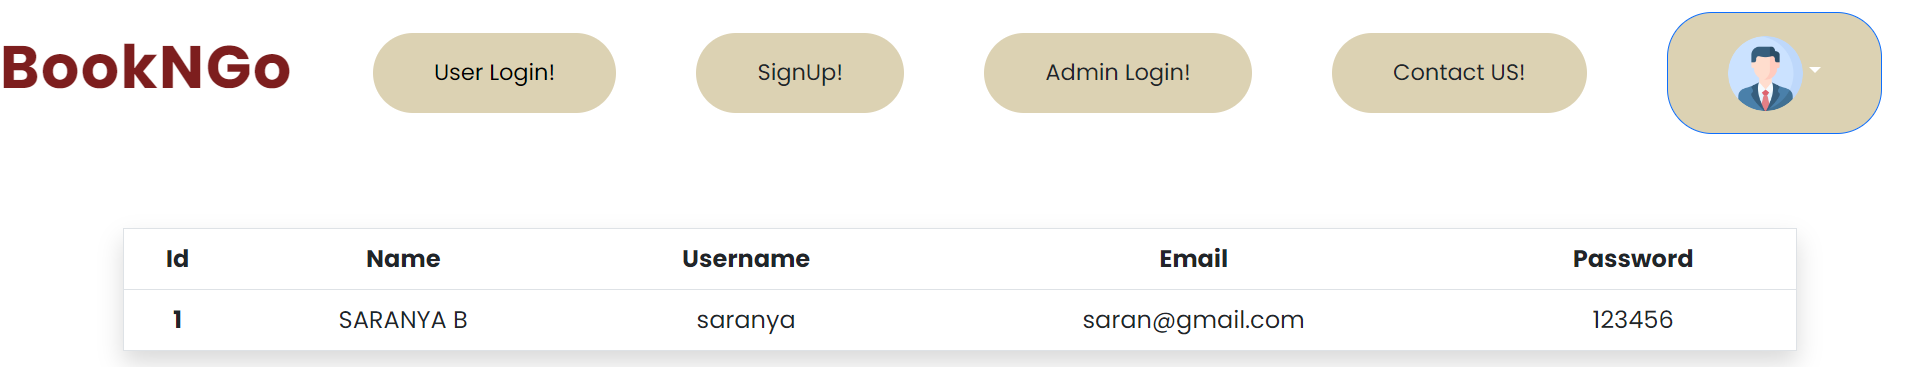 BookNGo User Login! SignUp! Admin Login! Contact US!
Id Name Username Email Password
1 SARANYA B saranya saran@gmail.com 123456